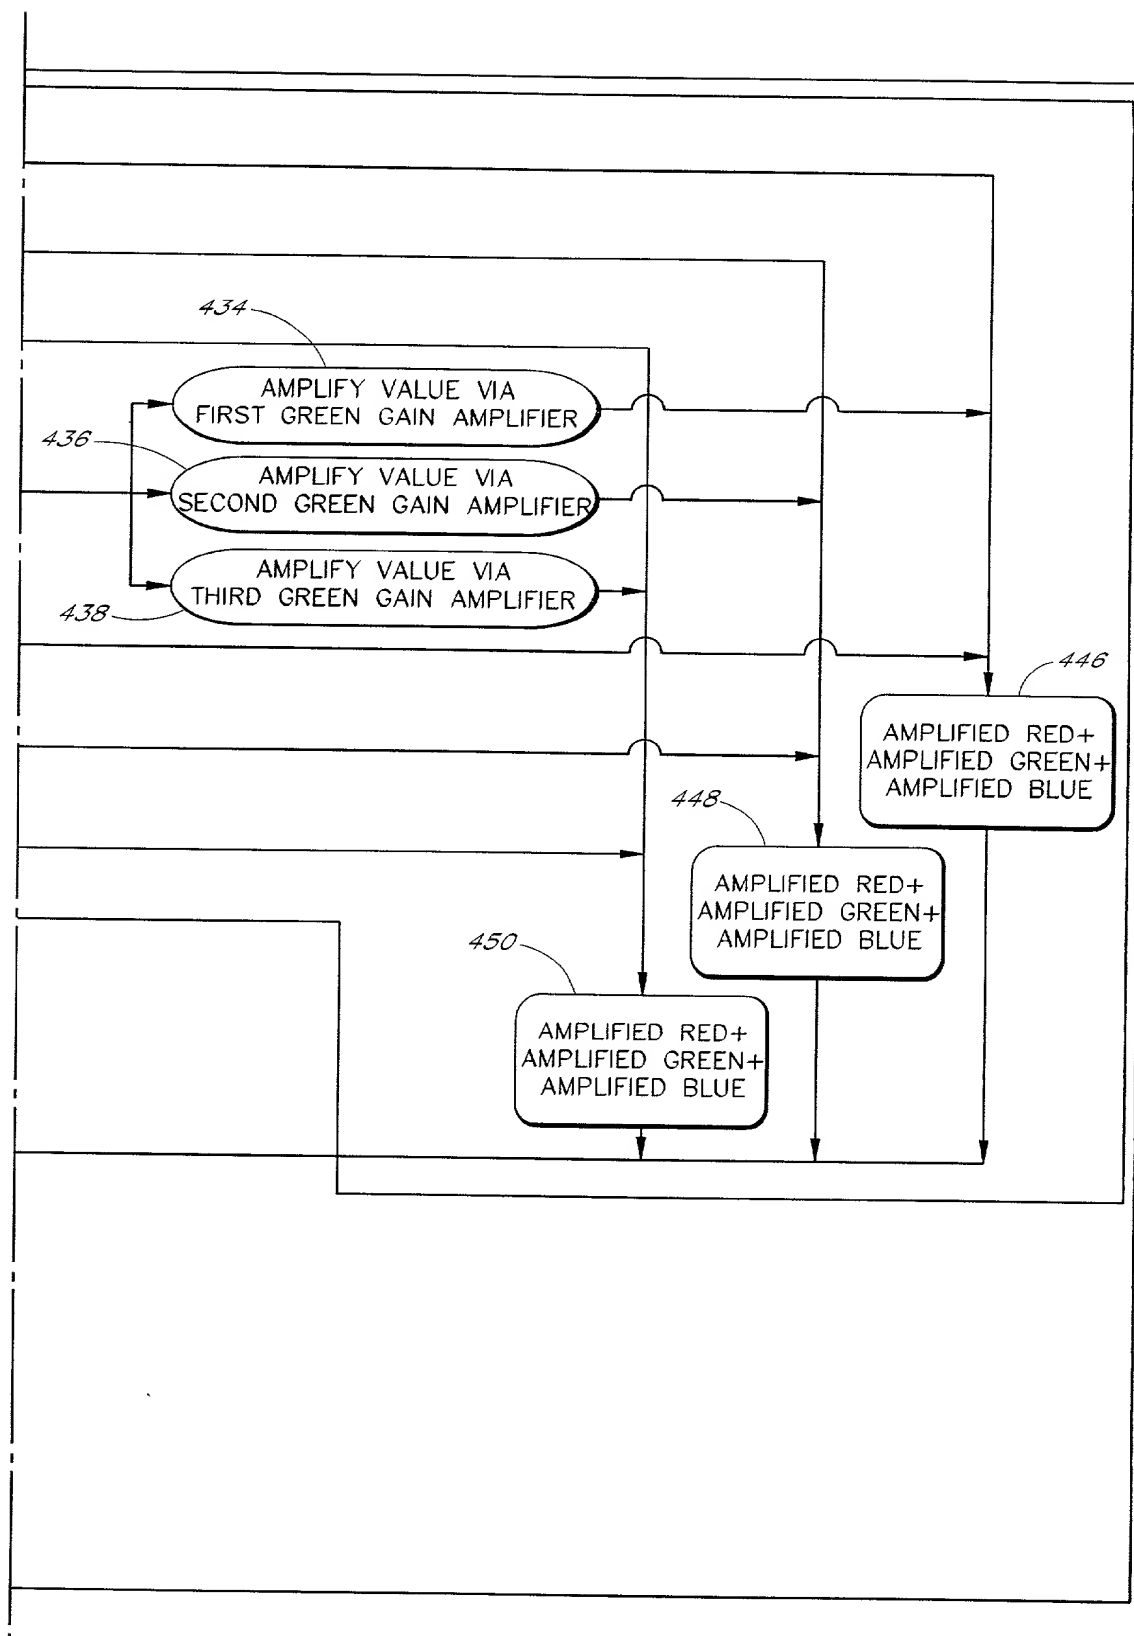 434
AMPLIFY VALUE VIA
FIRST GREEN GAIN AMPLIFIER
436
AMPLIFY VALUE VIA
SECOND GREEN GAIN AMPLIFIER
AMPLIFY VALUE VIA
THIRD GREEN GAIN AMPLIFIER
438
446
AMPLIFIED RED+
AMPLIFIED GREEN+
AMPLIFIED BLUE
448
AMPLIFIED RED+
AMPLIFIED GREEN+
AMPLIFIED BLUE
450
AMPLIFIED RED+
AMPLIFIED GREEN+
AMPLIFIED BLUE